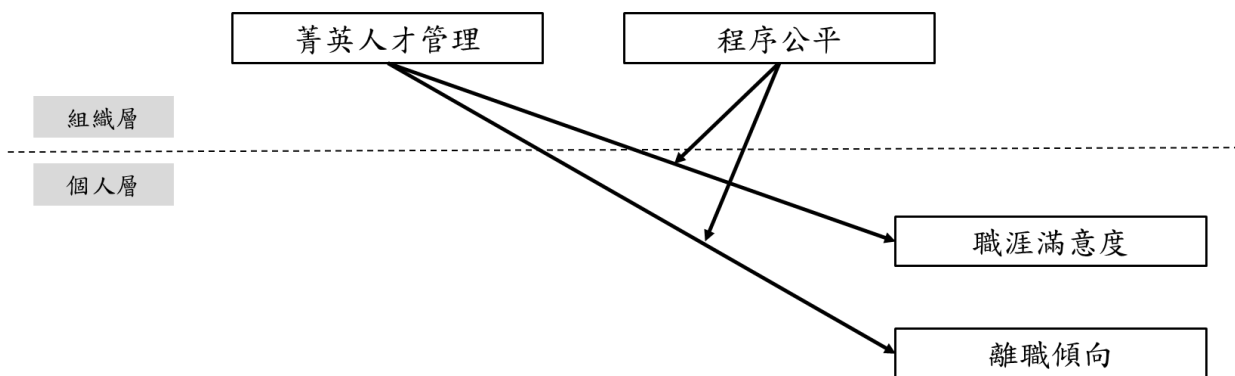 菁英人才管理
程序公平
組織層
個人層
職涯滿意度
離職傾向